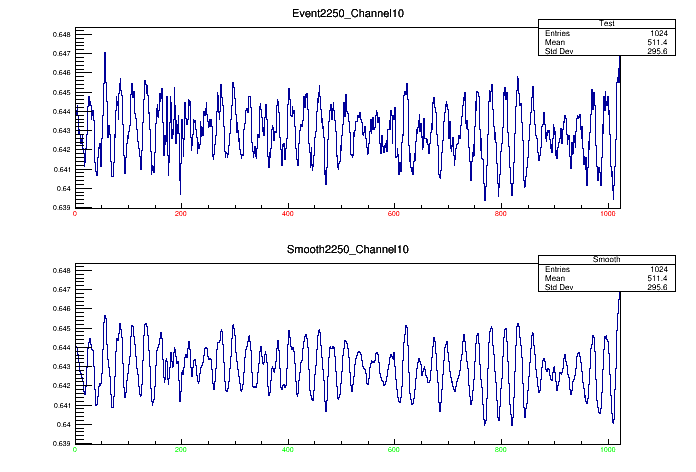 Event2250_Channel10
Test
Entries 1024
Mean 511.4
Std Dev 295.6
0.648
0.647
0.646
0.645
0.644
0.643
0.642
0.641
0.64
0.639
0 200 400 600 800 1000
Smooth2250_Channel10
Smooth
Entries 1024
Mean 511.4
Std Dev 295.6
0.648
0.647
0.646
0.645
0.644
0.643
0.642
0.641
0.64
0.639
0 200 400 600 800 1000